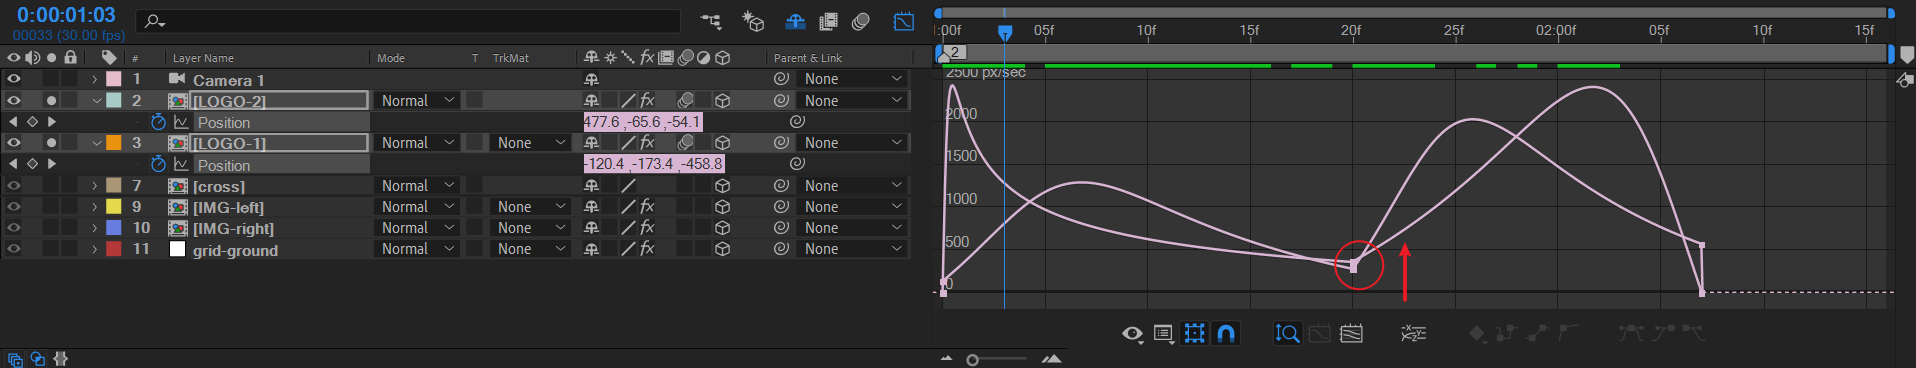 0:00:01:03
00033 (30.00 fps)
# Layer Name Mode T TrkMat Parent & Link
1 Camera 1 None
2 [LOGO-2] Normal None
Position 477.6 ,-65.6 ,-54.1
3 [LOGO-1] Normal None None
Position -120.4 ,-173.4 ,-458.8
7 [cross] Normal None
9 [IMG-left] Normal None None
10 [IMG-right] Normal None None
11 grid-ground Normal None None
:00f 05f 10f 15f 20f 25f 02:00f 05f 10f 15f
2
2500 px/sec
2000
1500
1000
500
0